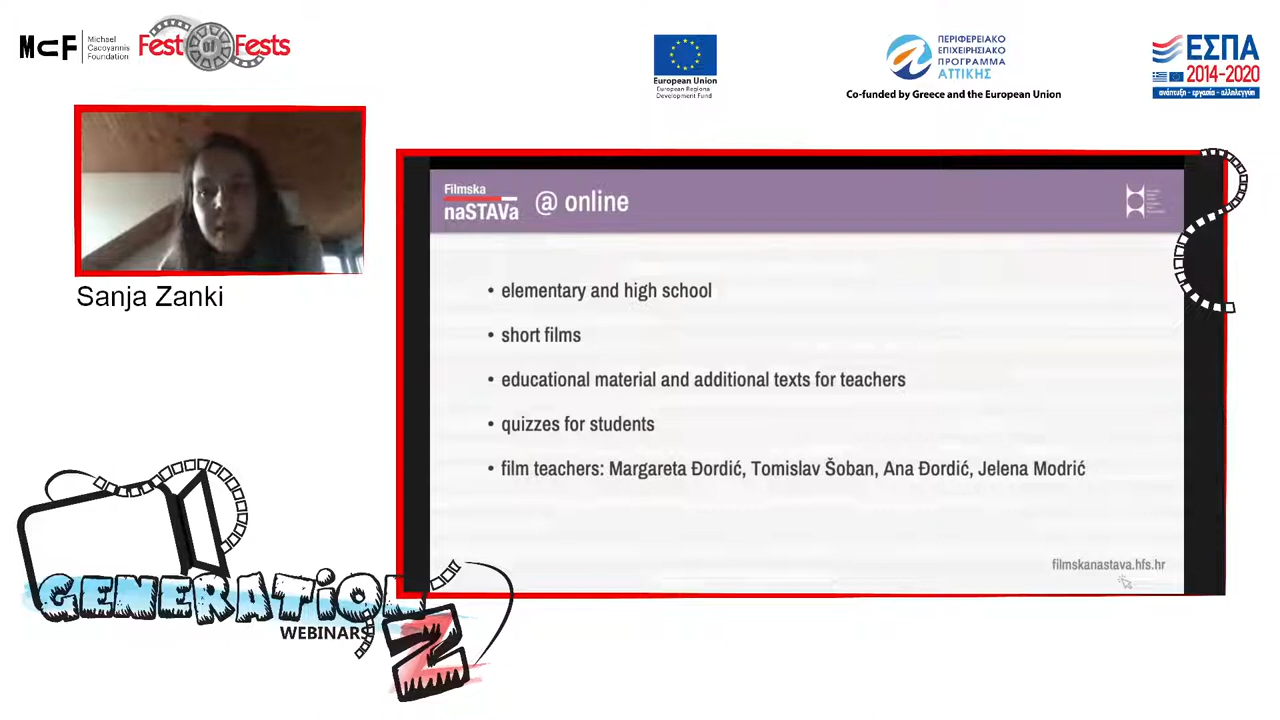 MCF
Michael
Cacoyannis
Foundation
Fest of Fests
European Union
European Regional
Development Fund
ΠΕΡΙΦΕΡΕΙΑΚΟ
ΕΠΙΧΕΙΡΗΣΙΑΚΟ
ΠΡΟΓΡΑΜΜΑ
ΑΤΤΙΚΗΣ
Co-funded by Greece and the European Union
ΕΣΠΑ
2014-2020
ανάπτυξη - εργασία - αλληλεγγύη
Sanja Zanki
Filmska
naSTAVa
@ online
• elementary and high school
• short films
• educational material and additional texts for teachers
• quizzes for students
• film teachers: Margareta Đordić, Tomislav Šoban, Ana Đordić, Jelena Modrić
filmskanastava.hfs.hr
GENERATiON
WEBINARS
Z